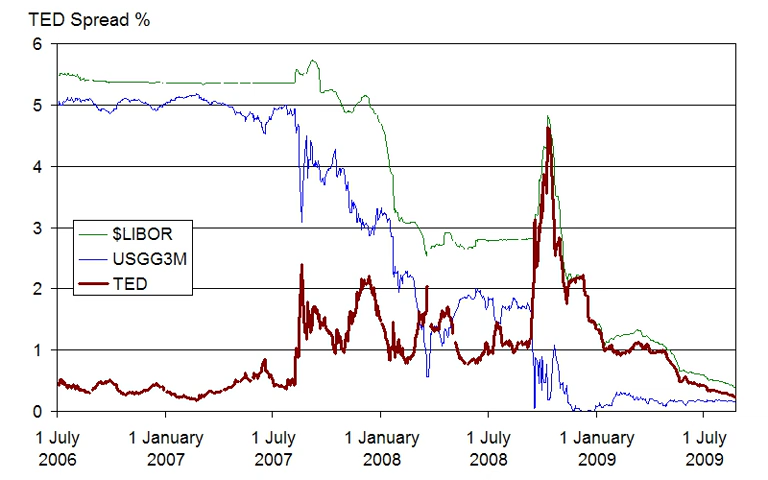 TED Spread %
6
5
4
3
2
1
0
$LIBOR
USGG3M
TED
1 July 2006
1 January 2007
1 July 2007
1 January 2008
1 July 2008
1 January 2009
1 July 2009